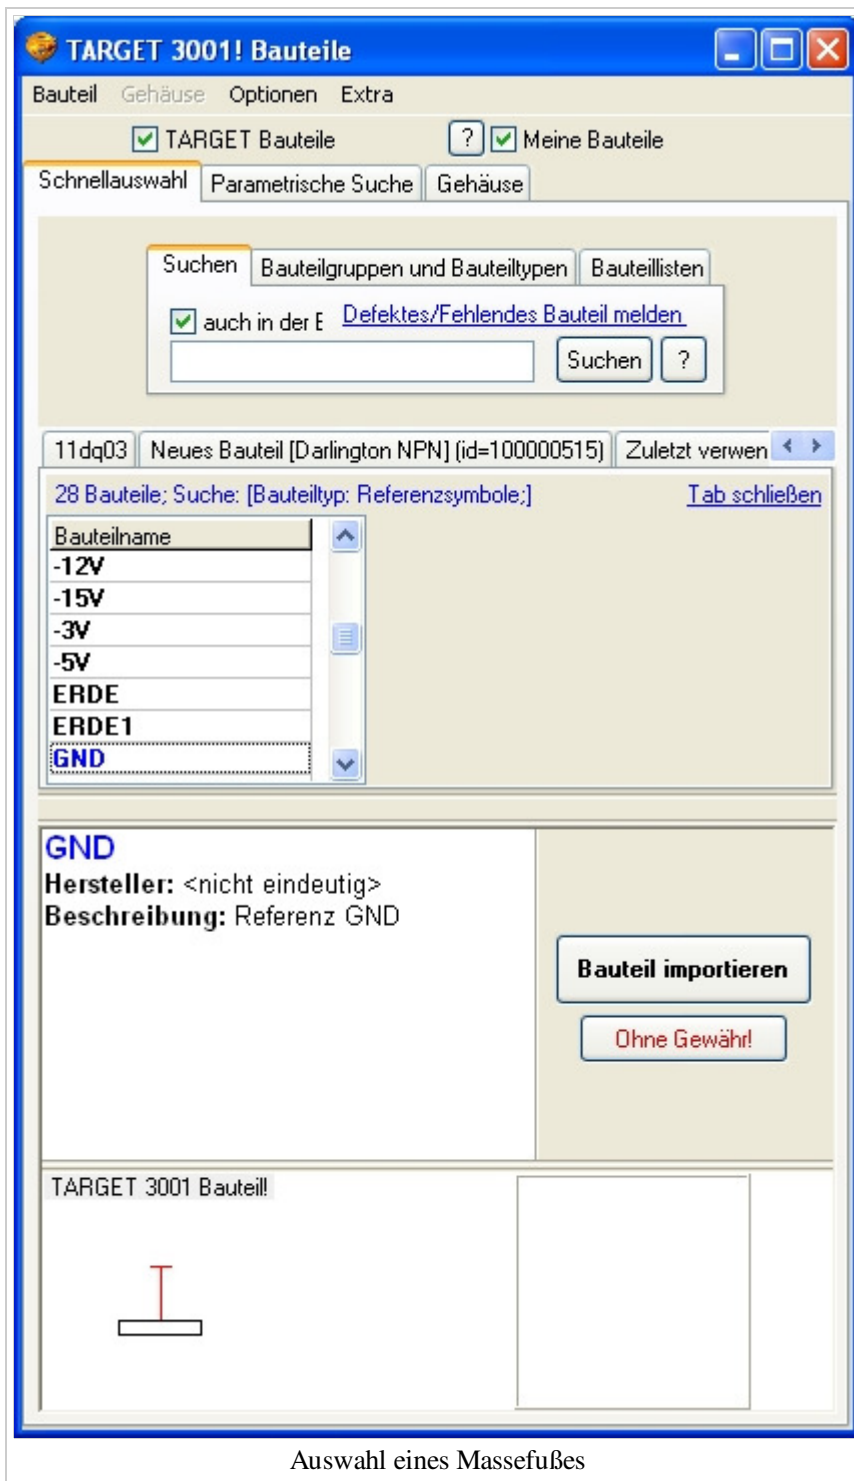 TARGET 3001! Bauteile
Bauteil Gehäuse Optionen Extra
TARGET Bauteile ? Meine Bauteile
Schnellauswahl Parametrische Suche Gehäuse
Suchen Bauteilgruppen und Bauteiltypen Bauteillisten
auch in der E Defektes/Fehlendes Bauteil melden
Suchen ?
11dq03 Neues Bauteil [Darlington NPN] (id=100000515) Zuletzt verwen
28 Bauteile; Suche: [Bauteiltyp: Referenzsymbole;] Tab schließen
Bauteilname
-12V
-15V
-3V
-5V
ERDE
ERDE1
GND
GND
Hersteller: <nicht eindeutig>
Beschreibung: Referenz GND
Bauteil importieren
Ohne Gewähr!
TARGET 3001 Bauteil!
Auswahl eines Massefußes